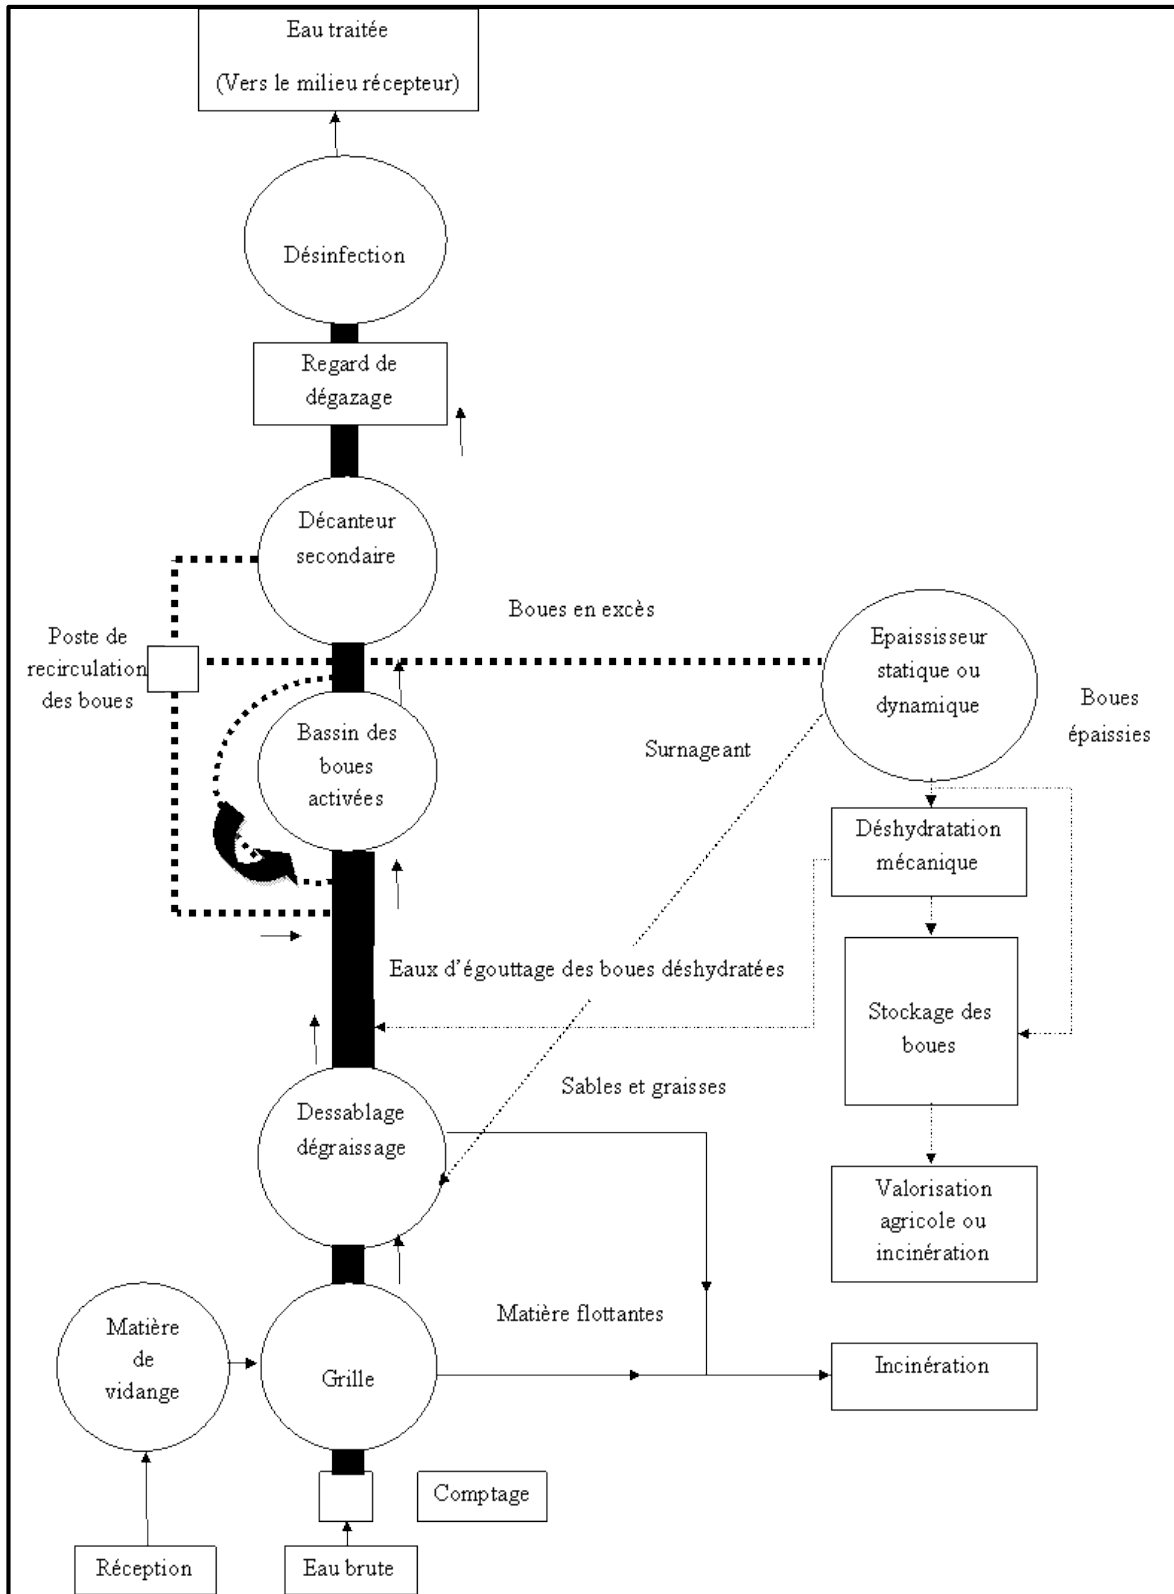 Eau traitée
(Vers le milieu récepteur)
Désinfection
Regard de
dégazage
Décanteur
secondaire
Boues en excès
Poste de
recirculation
des boues
Epaississeur
statique ou
dynamique
Boues
épaissies
Surnageant
Bassin des
boues
activées
Déshydratation
mécanique
Eaux d'égouttage des boues déshydratées
Stockage des
boues
Sables et graisses
Dessablage
dégraissage
Valorisation
agricole ou
incinération
Matière flottantes
Matière
de
vidange
Grille
Incinération
Comptage
Réception
Eau brute